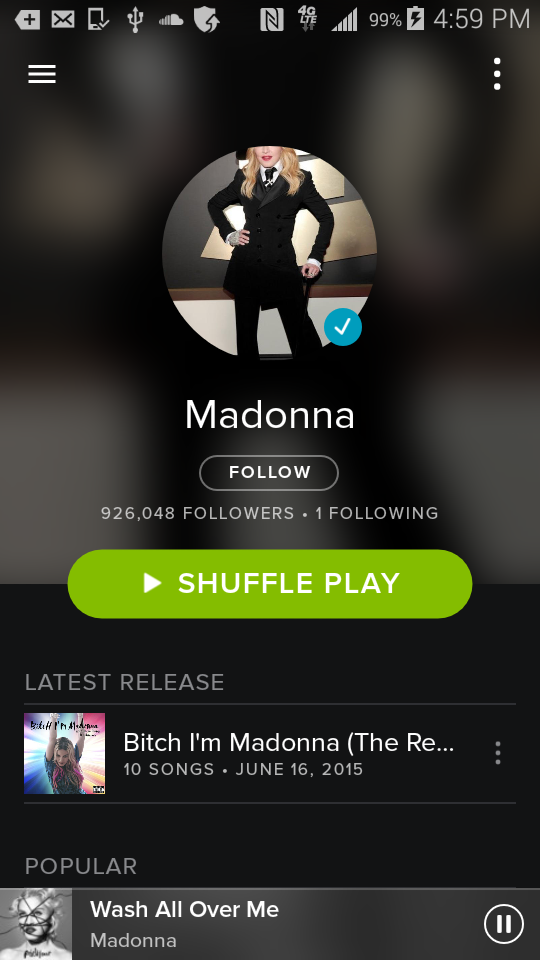 4G
LTE
99%
4:59 PM
Madonna
FOLLOW
926,048 FOLLOWERS • 1 FOLLOWING
SHUFFLE PLAY
LATEST RELEASE
Bitch I'm Madonna
Bitch I'm Madonna (The Re...
10 SONGS • JUNE 16, 2015
POPULAR
Wash All Over Me
Madonna